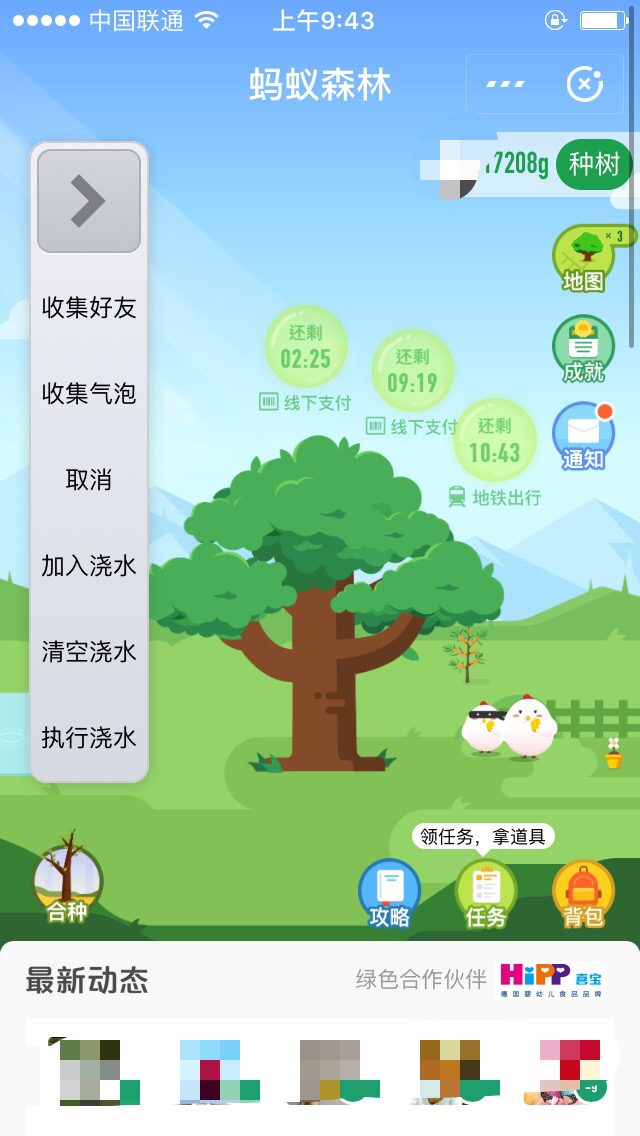 中国联通
上午9:43
蚂蚁森林
17208g
种树
× 3
地图
成就
通知
收集好友
收集气泡
取消
加入浇水
清空浇水
执行浇水
还剩
02:25
线下支付
还剩
09:19
线下支付
还剩
10:43
地铁出行
领任务，拿道具
合种
攻略
任务
背包
最新动态
绿色合作伙伴
HiPP 喜宝
德国婴幼儿食品品牌